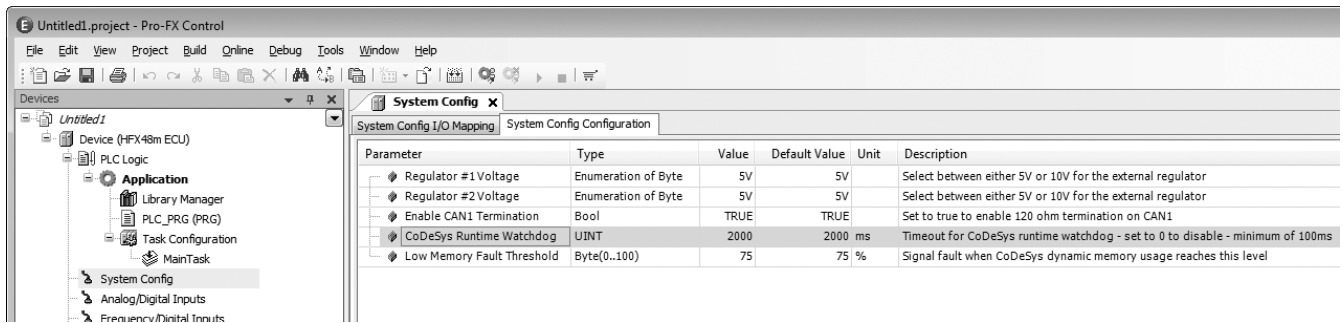 Untitled1.project - Pro-FX Control
File Edit View Project Build Online Debug Tools Window Help
Devices
Untitled1
Device (HFX48m ECU)
PLC Logic
Application
Library Manager
PLC_PRG (PRG)
Task Configuration
MainTask
System Config
Analog/Digital Inputs
Frequency/Digital Inputs
System Config
System Config I/O Mapping System Config Configuration
Parameter Type Value Default Value Unit Description
Regulator #1 Voltage Enumeration of Byte 5V 5V Select between either 5V or 10V for the external regulator
Regulator #2 Voltage Enumeration of Byte 5V 5V Select between either 5V or 10V for the external regulator
Enable CAN1 Termination Bool TRUE TRUE Set to true to enable 120 ohm termination on CAN1
CoDeSys Runtime Watchdog UINT 2000 2000 ms Timeout for CoDeSys runtime watchdog - set to 0 to disable - minimum of 100ms
Low Memory Fault Threshold Byte(0..100) 75 75 % Signal fault when CoDeSys dynamic memory usage reaches this level